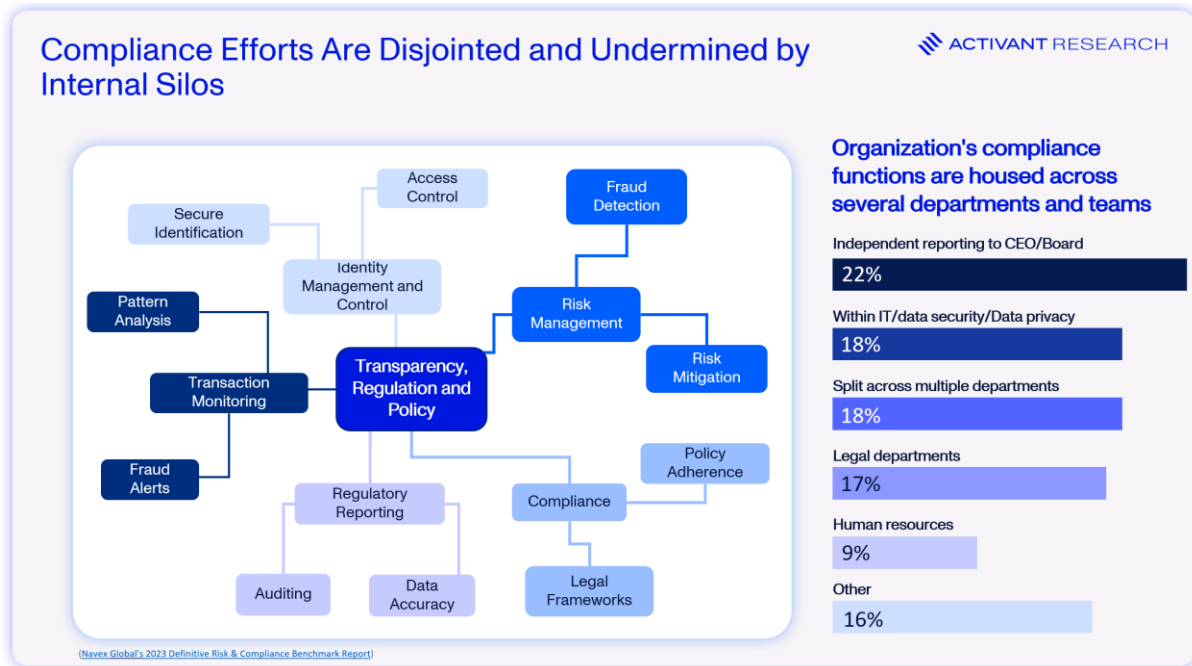 Compliance Efforts Are Disjointed and Undermined by
Internal Silos
ACTIVANT RESEARCH
Access
Control
Secure
Identification
Identity
Management and
Control
Fraud
Detection
Pattern
Analysis
Risk
Management
Transaction
Monitoring
Transparency,
Regulation and
Policy
Risk
Mitigation
Fraud
Alerts
Regulatory
Reporting
Compliance
Policy
Adherence
Auditing
Data
Accuracy
Legal
Frameworks
(Navex Global's 2023 Definitive Risk & Compliance Benchmark Report)
Organization's compliance
functions are housed across
several departments and teams
Independent reporting to CEO/Board
22%
Within IT/data security/Data privacy
18%
Split across multiple departments
18%
Legal departments
17%
Human resources
9%
Other
16%